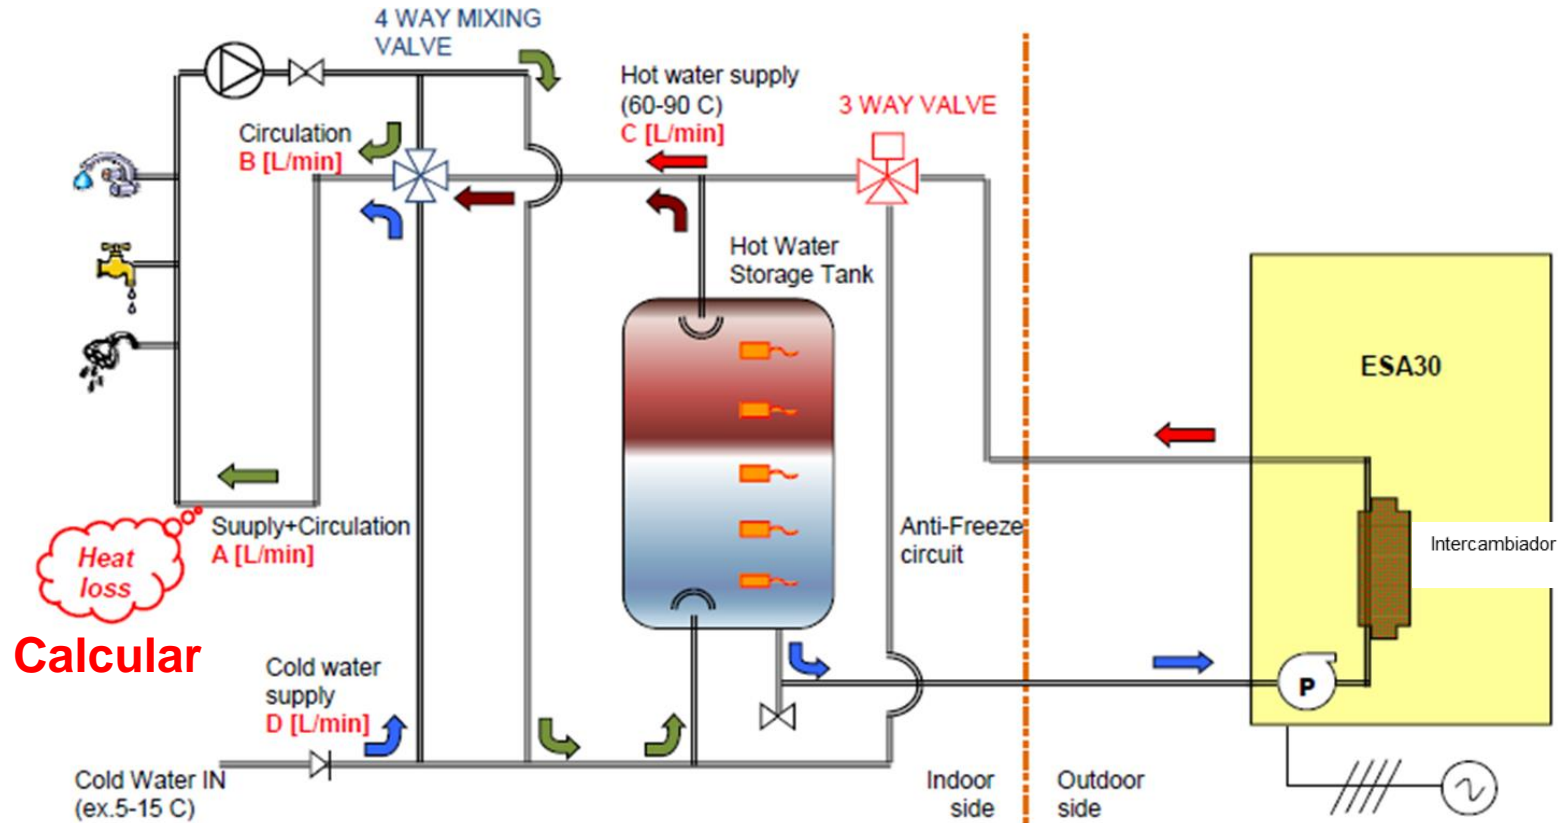 4 WAY MIXING
VALVE
Hot water supply
(60-90 C)
C [L/min]
3 WAY VALVE
Circulation
B [L/min]
Hot Water
Storage Tank
ESA30
Suuply+Circulation
A [L/min]
Heat
loss
Anti-Freeze
circuit
Intercambiador
Calcular
Cold water
supply
D [L/min]
P
Cold Water IN
(ex.5-15 C)
Indoor
side
Outdoor
side